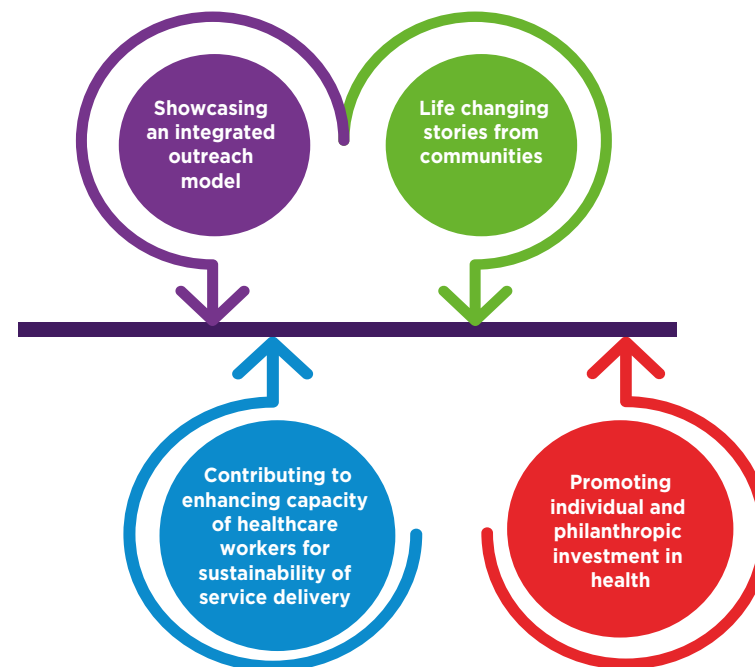 Showcasing
an integrated
outreach
model
Life changing
stories from
communities
Contributing to
enhancing capacity
of healthcare
workers for
sustainability of
service delivery
Promoting
individual and
philanthropic
investment in
health